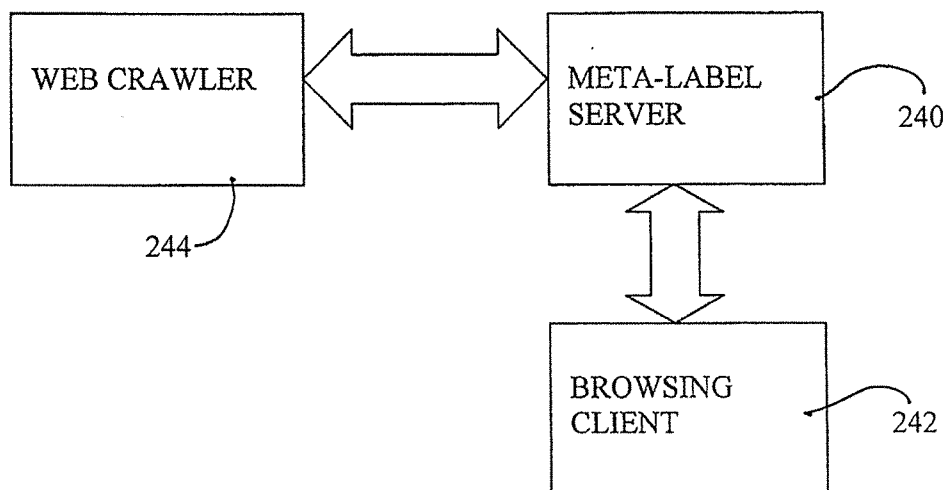 WEB CRAWLER
META-LABEL
SERVER
240
244
BROWSING
CLIENT
242